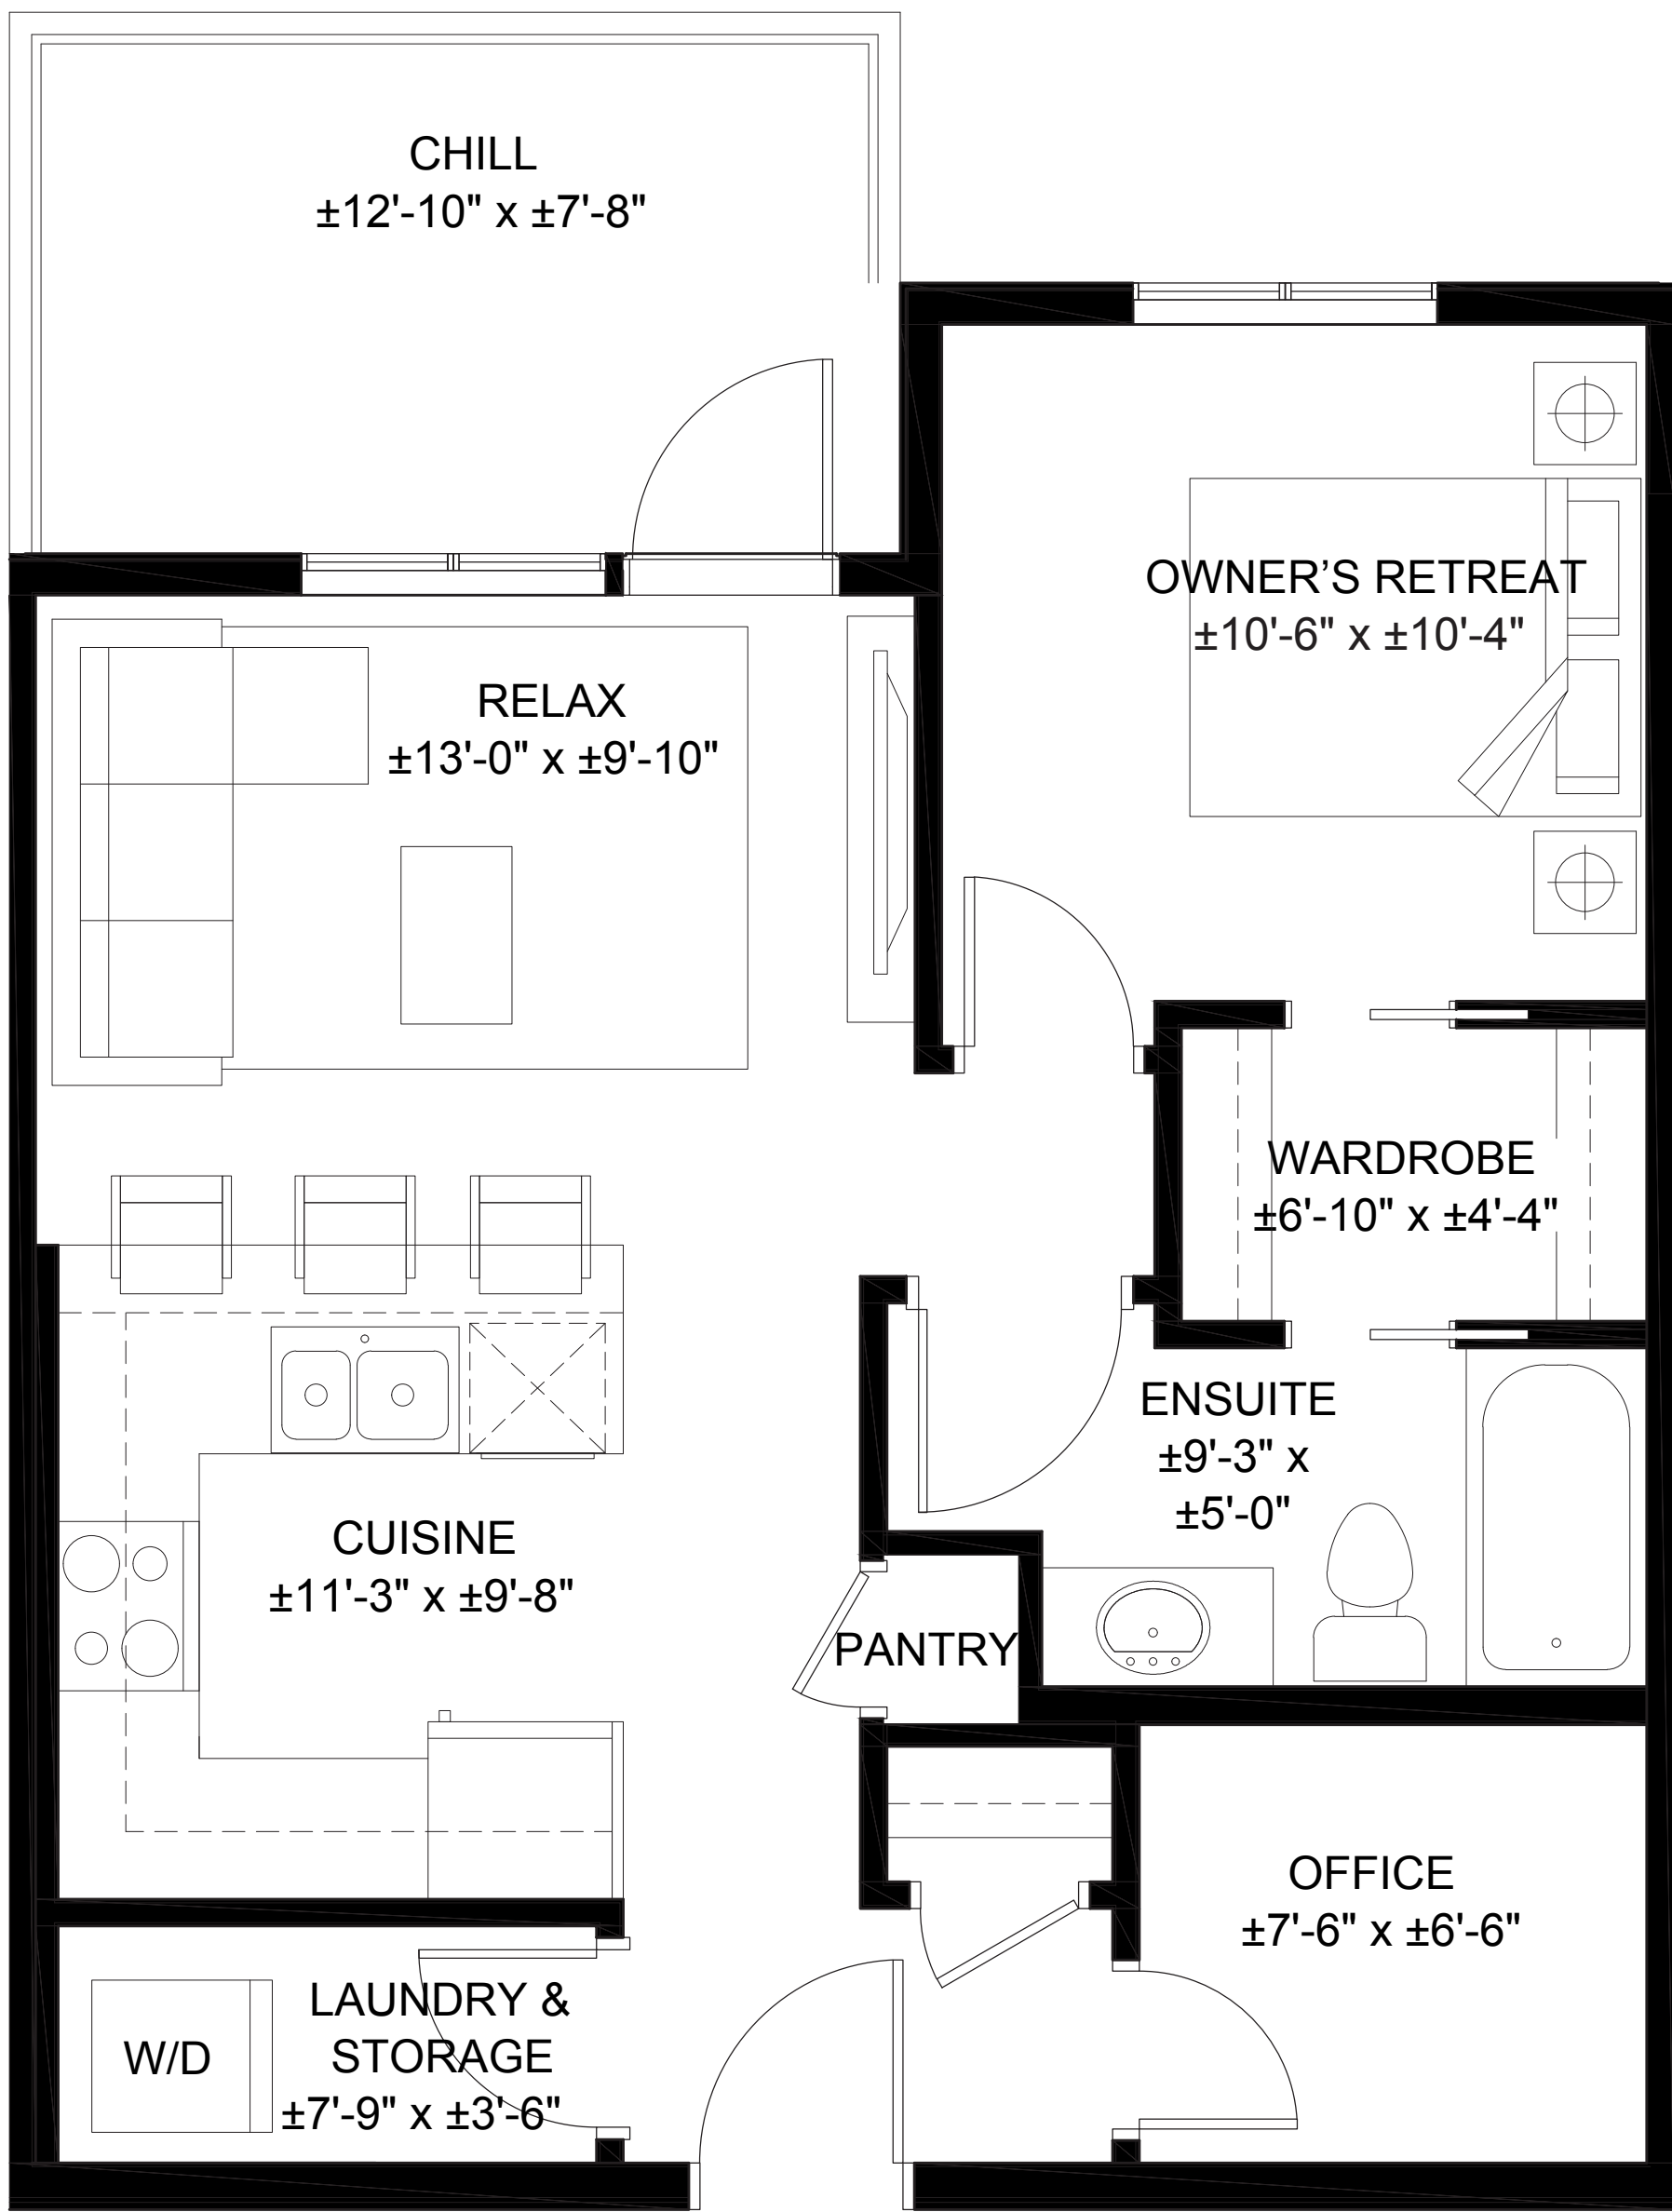 CHILL
±12'-10" x ±7'-8"
OWNER’S RETREAT
±10'-6" x ±10'-4"
RELAX
±13'-0" x ±9'-10"
WARDROBE
±6'-10" x ±4'-4"
ENSUITE
±9'-3" x
±5'-0"
CUISINE
±11'-3" x ±9'-8"
PANTRY
OFFICE
±7'-6" x ±6'-6"
LAUNDRY &
STORAGE
±7'-9" x ±3'-6"
W/D